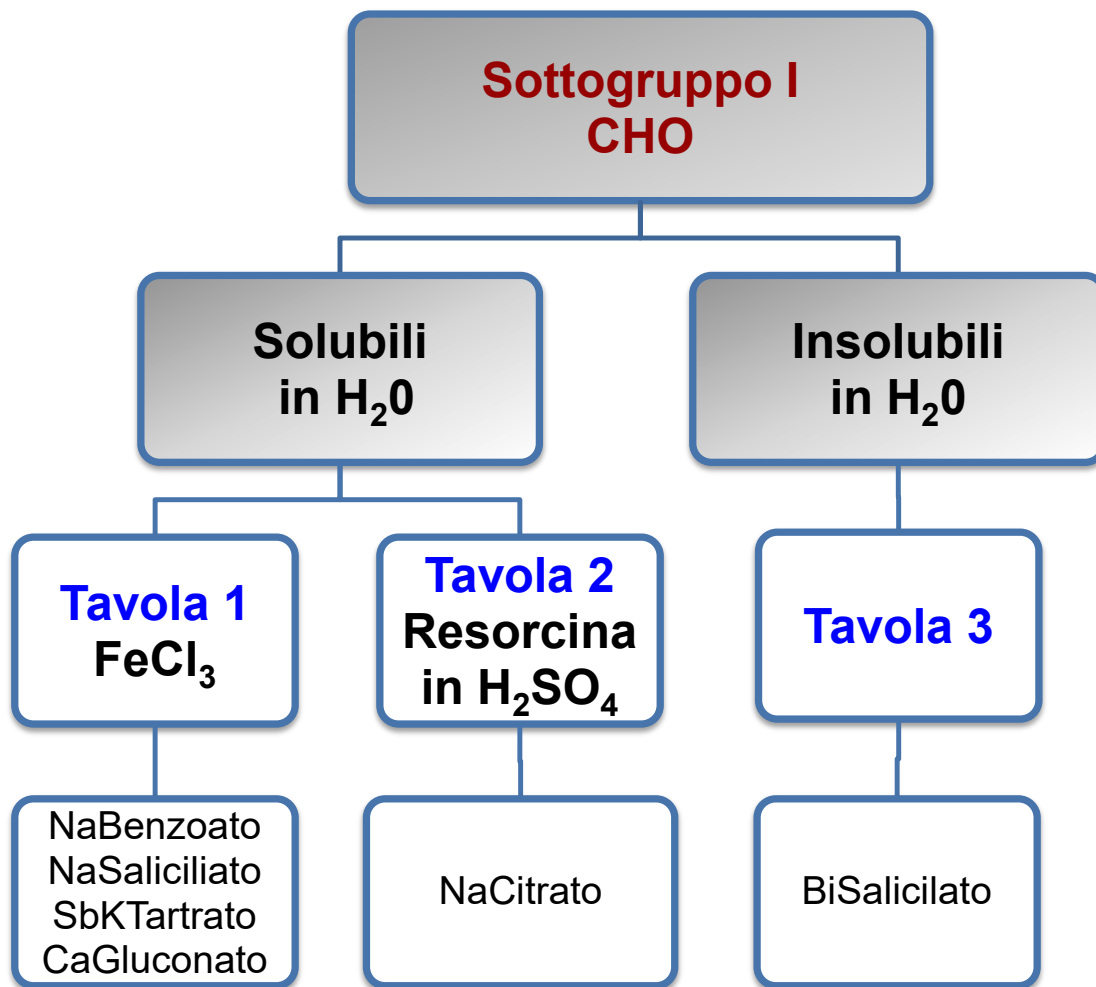 Sottogruppo I
CHO
Solubili
in H₂0
Insolubili
in H₂0
Tavola 1
FeCl₃
Tavola 2
Resorcina
in H₂SO₄
Tavola 3
NaBenzoato
NaSaliciliato
SbKTartrato
CaGluconato
NaCitrato
BiSalicilato